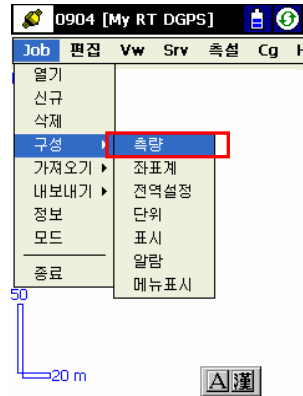 0904 [My RT DGPS]
Job 편집 Vw Srv 측설 Cg H
열기
신규
삭제
구성
가져오기
내보내기
정보
모드
종료
측량
좌표계
전역설정
단위
표시
알람
메뉴표시
50
20 m
A 漢